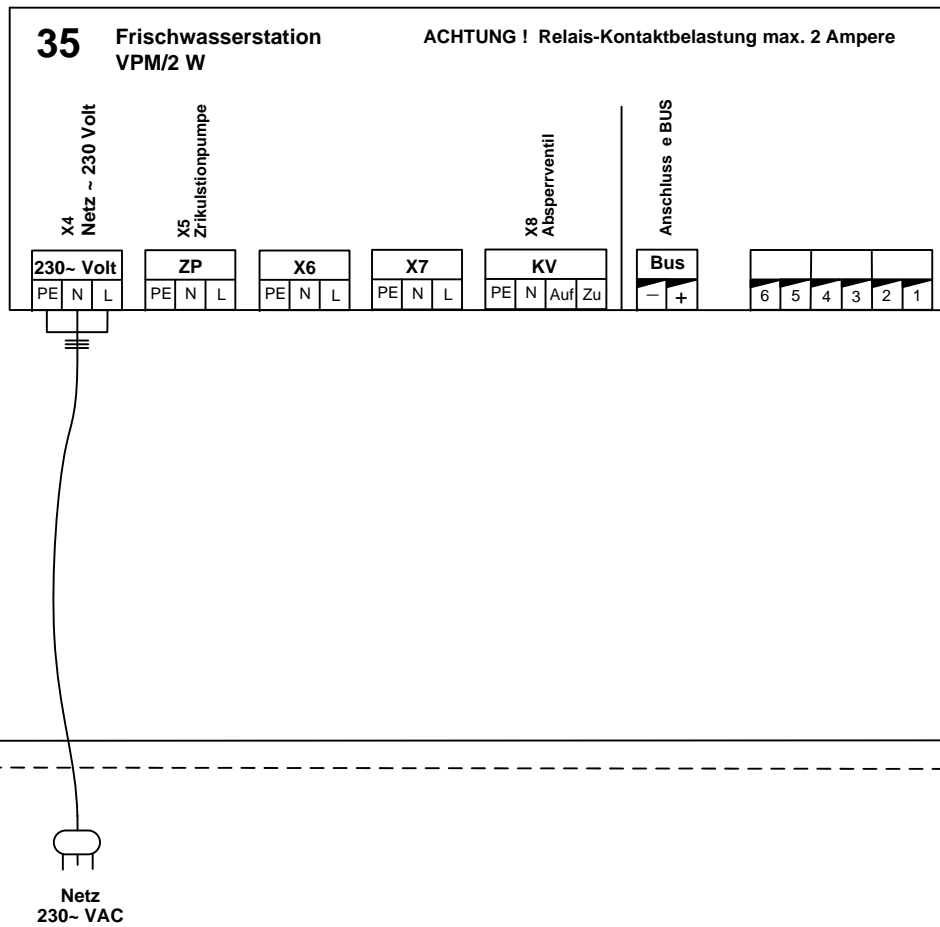 35 Frischwasserstation ACHTUNG ! Relais-Kontaktbelastung max. 2 Ampere
VPM/2 W
X4
Netz ~ 230 Volt
X5
Zrikulstionpumpe
X8
Absperrventil
Anschluss e BUS
230~ Volt ZP X6 X7 KV Bus
PE N L PE N L PE N L PE N L PE N Auf Zu − + 6 5 4 3 2 1
Netz
230~ VAC